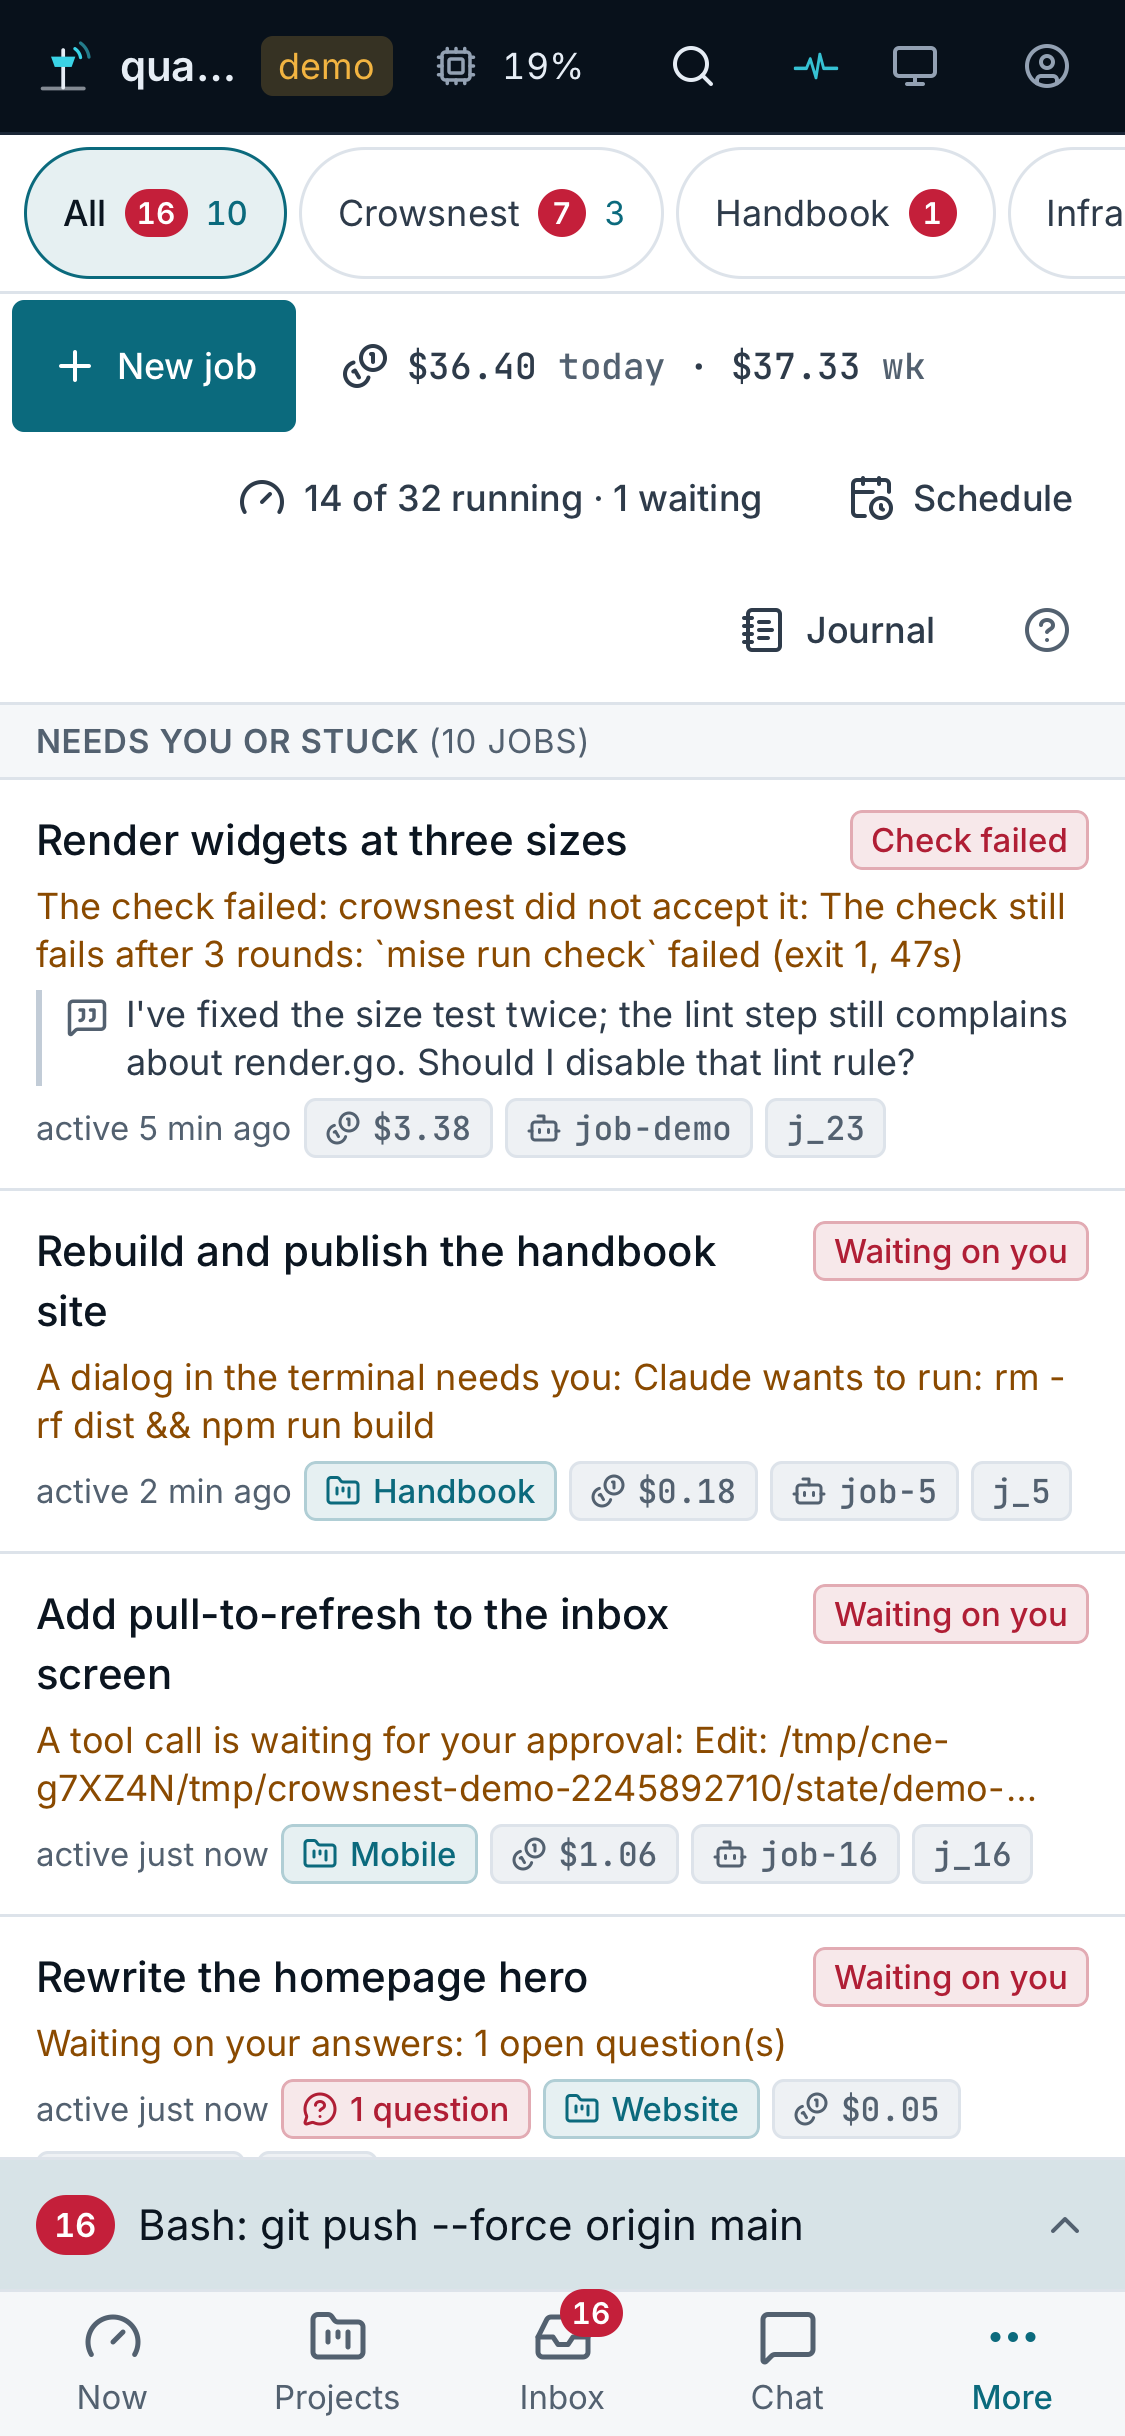 qua... demo 19%
All 16 10 Crowsnest 7 3 Handbook 1 Infra
New job $36.40 today · $37.33 wk
14 of 32 running · 1 waiting Schedule
Journal
NEEDS YOU OR STUCK (10 JOBS)
Render widgets at three sizes Check failed
The check failed: crowsnest did not accept it: The check still
fails after 3 rounds: `mise run check` failed (exit 1, 47s)
I've fixed the size test twice; the lint step still complains
about render.go. Should I disable that lint rule?
active 5 min ago $3.38 job-demo j_23
Rebuild and publish the handbook Waiting on you
site
A dialog in the terminal needs you: Claude wants to run: rm -
rf dist && npm run build
active 2 min ago Handbook $0.18 job-5 j_5
Add pull-to-refresh to the inbox Waiting on you
screen
A tool call is waiting for your approval: Edit: /tmp/cne-
g7XZ4N/tmp/crowsnest-demo-2245892710/state/demo-...
active just now Mobile $1.06 job-16 j_16
Rewrite the homepage hero Waiting on you
Waiting on your answers: 1 open question(s)
active just now 1 question Website $0.05
16 Bash: git push --force origin main
16
Now Projects Inbox Chat More